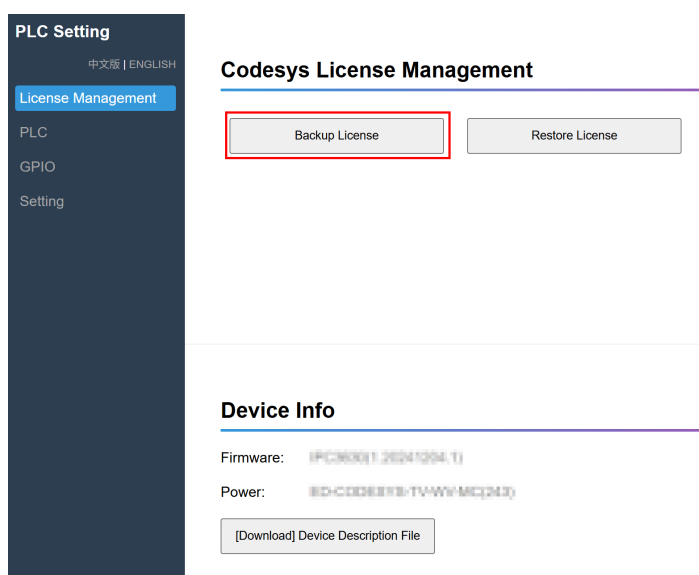 PLC Setting
中文版 | ENGLISH
License Management
PLC
GPIO
Setting
Codesys License Management
Backup License
Restore License
Device Info
Firmware:
Power:
[Download] Device Description File